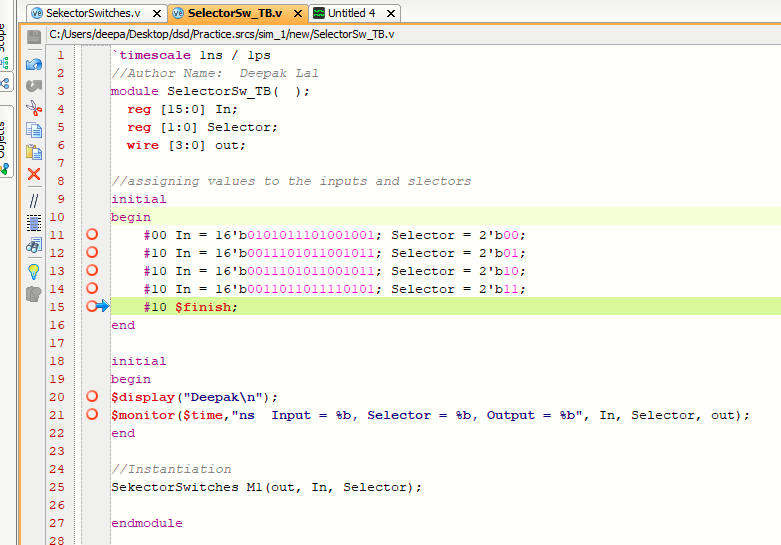 SekectorSwitches.v × SelectorSw_TB.v × Untitled 4 ×
C:/Users/deepa/Desktop/dsd/Practice.srcs/sim_1/new/SelectorSw_TB.v
1 `timescale 1ns / 1ps
2 //Author Name:  Deepak Lal
3 module SelectorSw_TB(  );
4 reg [15:0] In;
5 reg [1:0] Selector;
6 wire [3:0] out;
7
8 //assigning values to the inputs and slectors
9 initial
10 begin
11 #00 In = 16'b0101011101001001; Selector = 2'b00;
12 #10 In = 16'b0011101011001011; Selector = 2'b01;
13 #10 In = 16'b0011101011001011; Selector = 2'b10;
14 #10 In = 16'b0011011011110101; Selector = 2'b11;
15 #10 $finish;
16 end
17
18 initial
19 begin
20 $display("Deepak\n");
21 $monitor($time,"ns  Input = %b, Selector = %b, Output = %b", In, Selector, out);
22 end
23
24 //Instantiation
25 SekectorSwitches M1(out, In, Selector);
26
27 endmodule
28
Objects